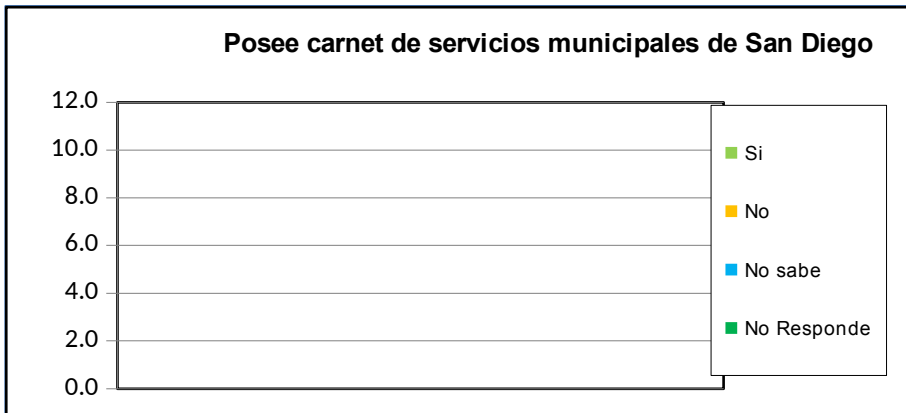 Posee carnet de servicios municipales de San Diego
12.0
10.0
8.0
6.0
4.0
2.0
0.0
Si
No
No sabe
No Responde